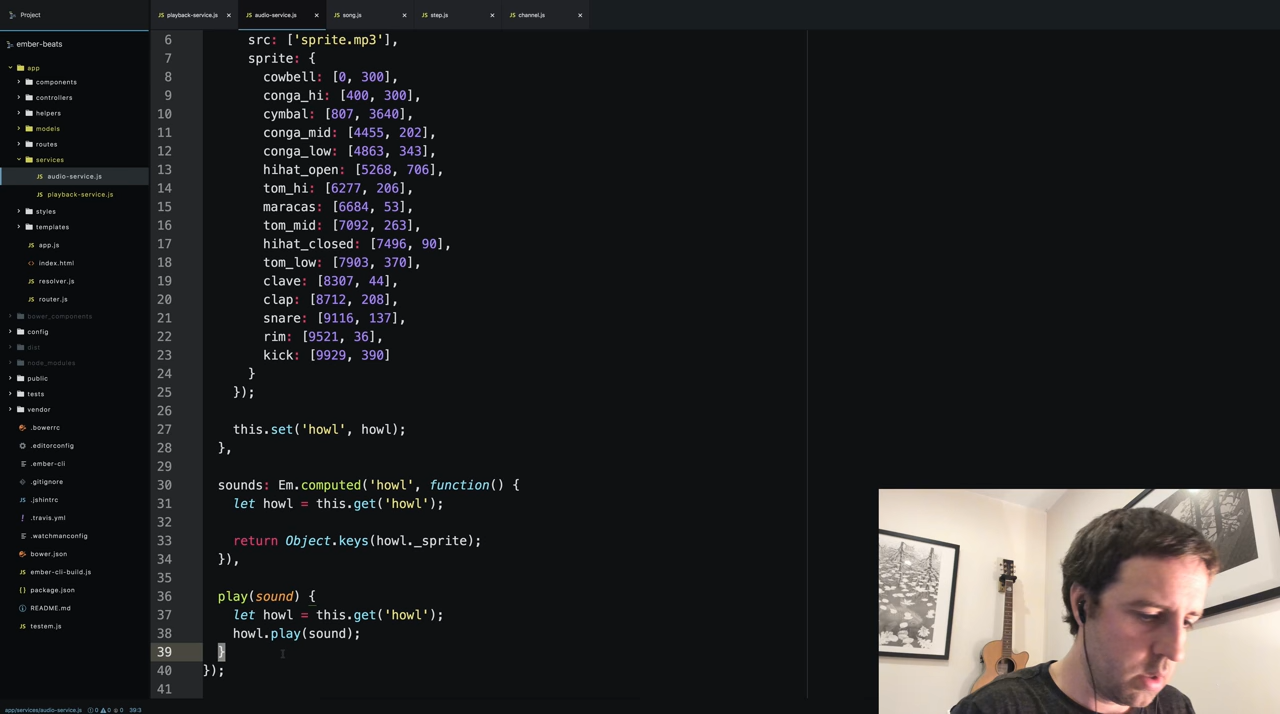 Project
playback-service.js
audio-service.js
song.js
step.js
channel.js
ember-beats
app
components
controllers
helpers
models
routes
services
audio-service.js
playback-service.js
styles
templates
app.js
index.html
resolver.js
router.js
bower_components
config
dist
node_modules
public
tests
vendor
.bowerrc
.editorconfig
.ember-cli
.gitignore
.jshintrc
.travis.yml
.watchmanconfig
bower.json
ember-cli-build.js
package.json
README.md
testem.js
6 src: ['sprite.mp3'],
7 sprite: {
8 cowbell: [0, 300],
9 conga_hi: [400, 300],
10 cymbal: [807, 3640],
11 conga_mid: [4455, 202],
12 conga_low: [4863, 343],
13 hihat_open: [5268, 706],
14 tom_hi: [6277, 206],
15 maracas: [6684, 53],
16 tom_mid: [7092, 263],
17 hihat_closed: [7496, 90],
18 tom_low: [7903, 370],
19 clave: [8307, 44],
20 clap: [8712, 208],
21 snare: [9116, 137],
22 rim: [9521, 36],
23 kick: [9929, 390]
24 }
25 });
26
27 this.set('howl', howl);
28 },
29
30 sounds: Em.computed('howl', function() {
31 let howl = this.get('howl');
32
33 return Object.keys(howl._sprite);
34 }),
35
36 play(sound) {
37 let howl = this.get('howl');
38 howl.play(sound);
39 }
40 });
41
app/services/audio-service.js 0 0 0 39:3